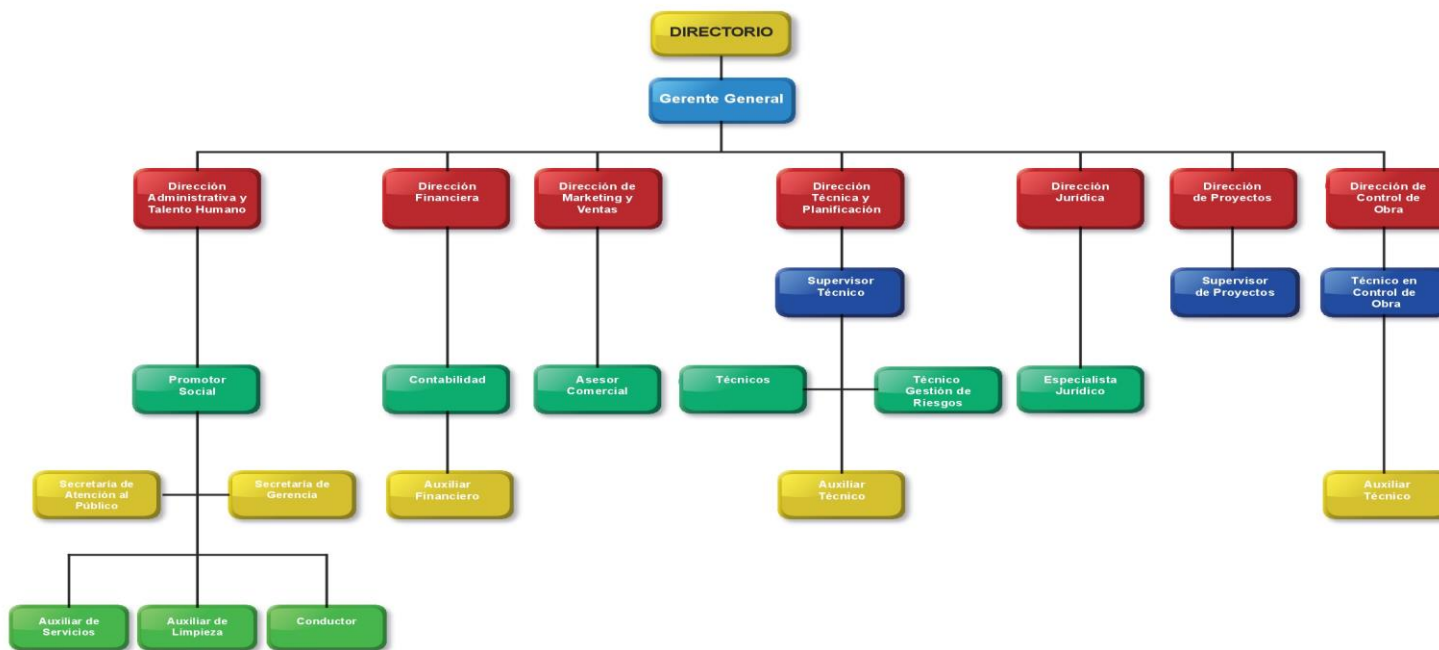 DIRECTORIO
Gerente General
Dirección
Administrativa y
Talento Humano
Dirección
Financiera
Dirección de
Marketing y
Ventas
Dirección
Técnica y
Planificación
Dirección
Jurídica
Dirección
de Proyectos
Dirección de
Control de
Obra
Supervisor
Técnico
Supervisor
de Proyectos
Técnico en
Control de
Obra
Promotor
Social
Contabilidad
Asesor
Comercial
Técnicos
Técnico
Gestión de
Riesgos
Especialista
Jurídico
Secretaría de
Atención al
Público
Secretaría de
Gerencia
Auxiliar
Financiero
Auxiliar
Técnico
Auxiliar
Técnico
Auxiliar de
Servicios
Auxiliar de
Limpieza
Conductor